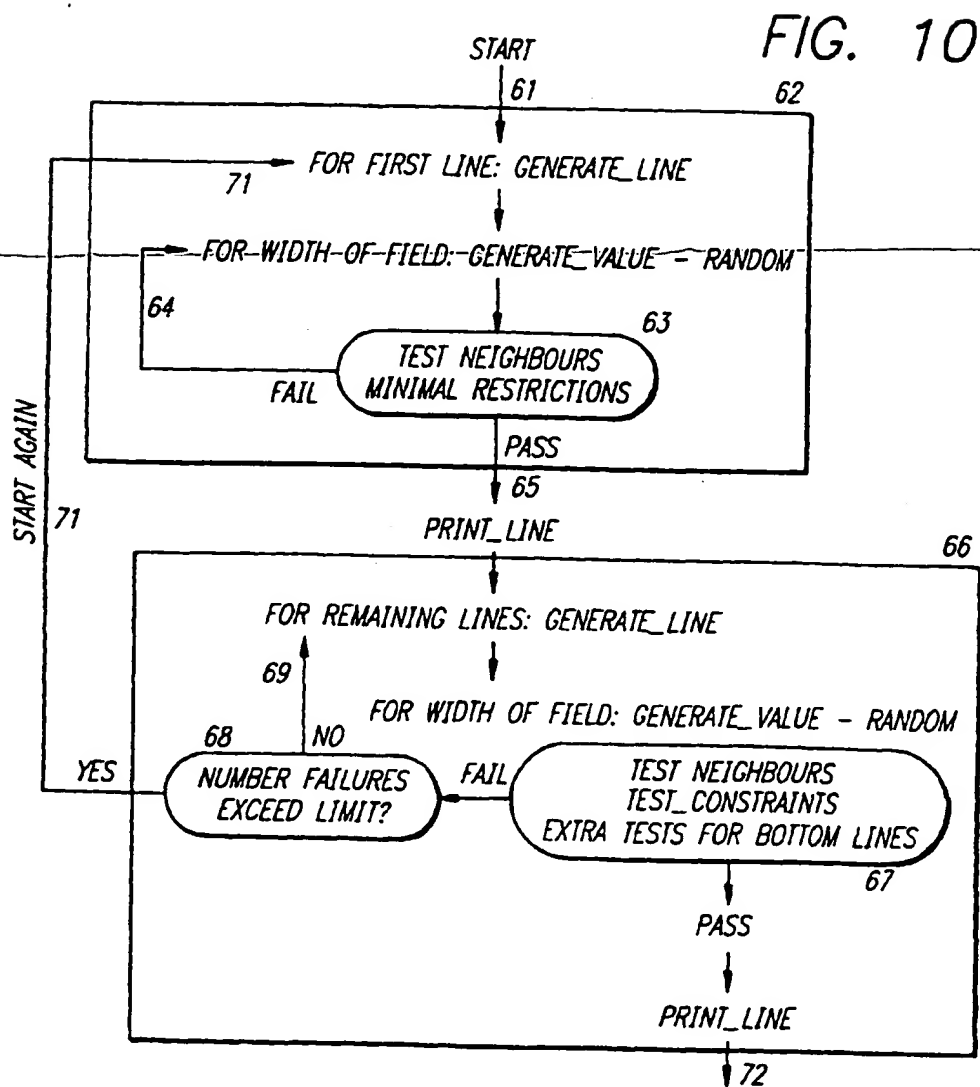 FIG. 10
START
61
62
FOR FIRST LINE: GENERATE_LINE
71
FOR WIDTH OF FIELD: GENERATE_VALUE - RANDOM
64
63
TEST NEIGHBOURS
MINIMAL RESTRICTIONS
FAIL
PASS
65
START AGAIN
71
PRINT_LINE
66
FOR REMAINING LINES: GENERATE_LINE
69
FOR WIDTH OF FIELD: GENERATE_VALUE - RANDOM
68
NO
YES
NUMBER FAILURES
EXCEED LIMIT?
FAIL
TEST NEIGHBOURS
TEST_CONSTRAINTS
EXTRA TESTS FOR BOTTOM LINES
67
PASS
PRINT_LINE
72